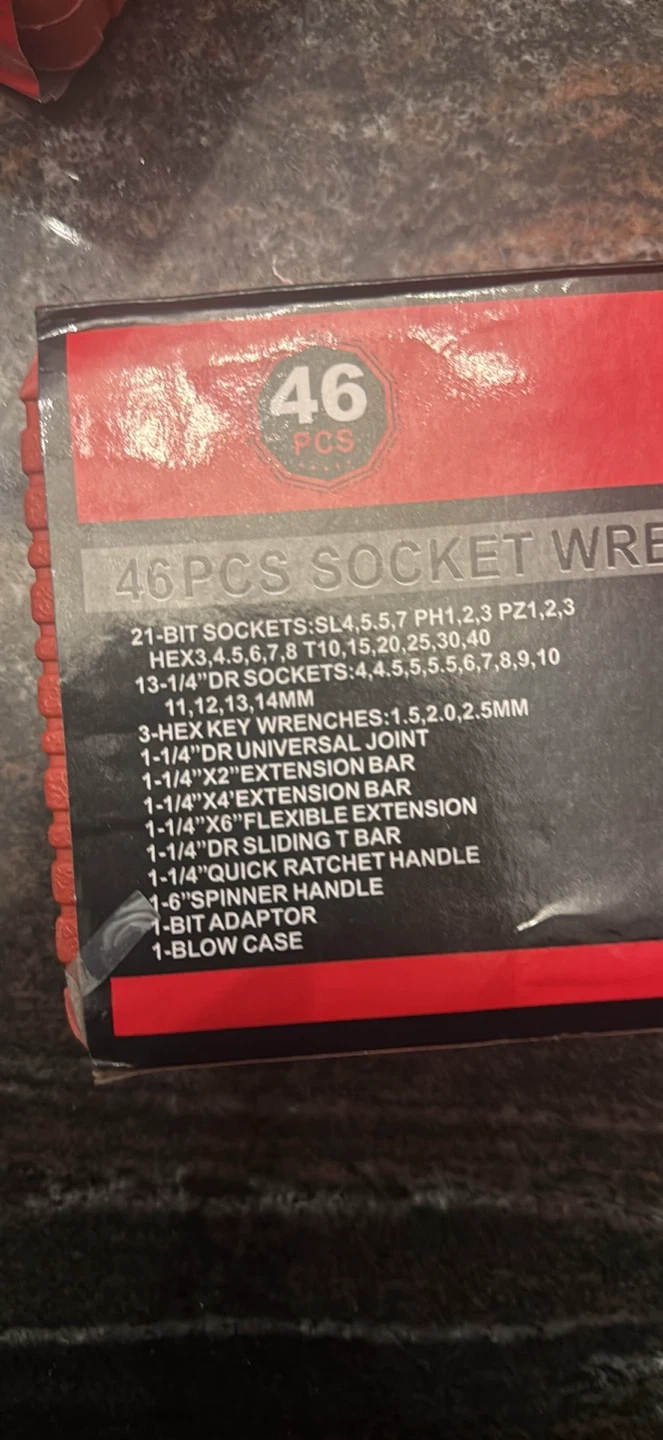 46
PCS
46PCS SOCKET WRE
21-BIT SOCKETS:SL4,5.5,7 PH1,2,3 PZ1,2,3
HEX3,4.5,6,7,8 T10,15,20,25,30,40
13-1/4”DR SOCKETS:4,4.5,5,5.5,6,7,8,9,10
11,12,13,14MM
3-HEX KEY WRENCHES:1.5,2.0,2.5MM
1-1/4”DR UNIVERSAL JOINT
1-1/4”X2”EXTENSION BAR
1-1/4”X4’EXTENSION BAR
1-1/4”X6”FLEXIBLE EXTENSION
1-1/4”DR SLIDING T BAR
1-1/4”QUICK RATCHET HANDLE
1-6”SPINNER HANDLE
1-BIT ADAPTOR
1-BLOW CASE